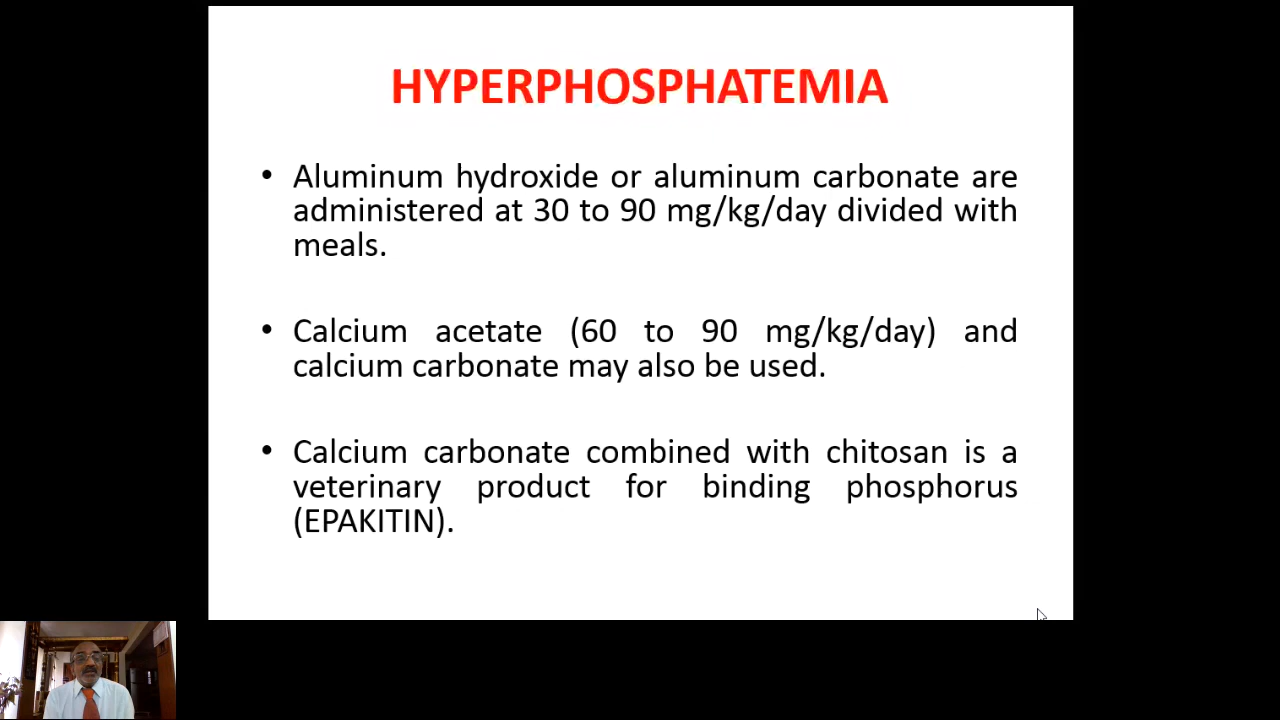 HYPERPHOSPHATEMIA
• Aluminum hydroxide or aluminum carbonate are
administered at 30 to 90 mg/kg/day divided with
meals.
• Calcium acetate (60 to 90 mg/kg/day) and
calcium carbonate may also be used.
• Calcium carbonate combined with chitosan is a
veterinary product for binding phosphorus
(EPAKITIN).